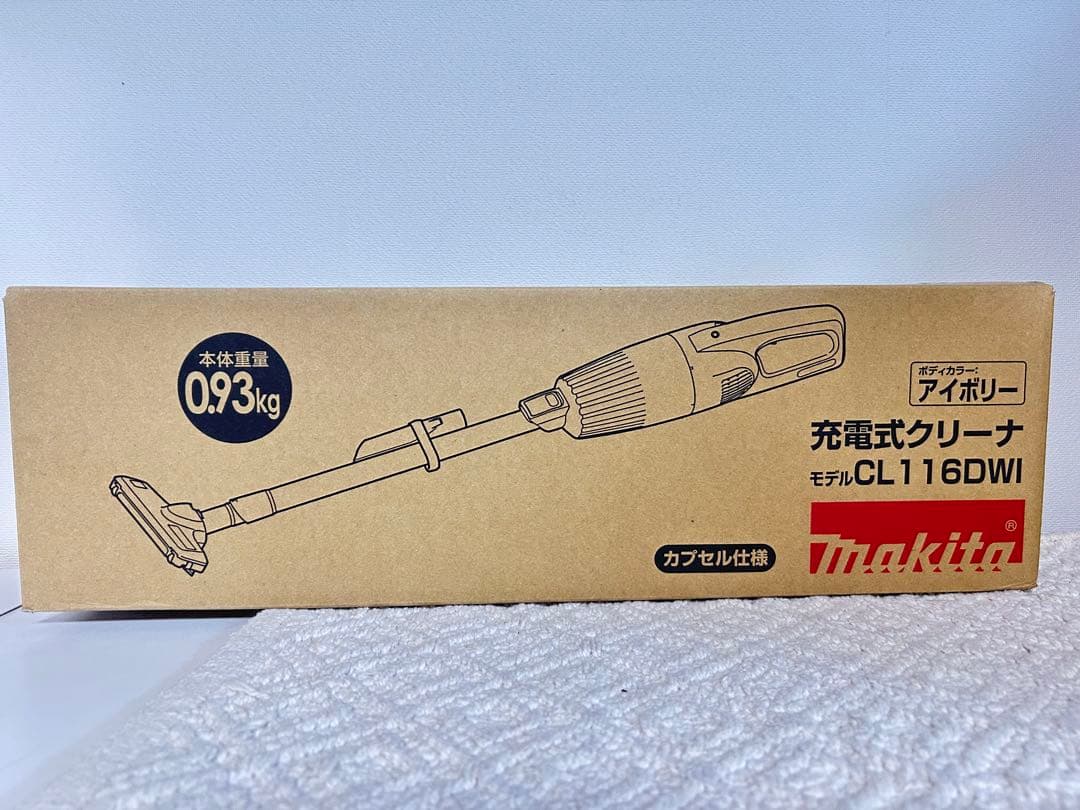 本体重量
0.93kg
ボディカラー:
アイボリー
充電式クリーナ
モデルCL116DWI
カプセル仕様
makita®